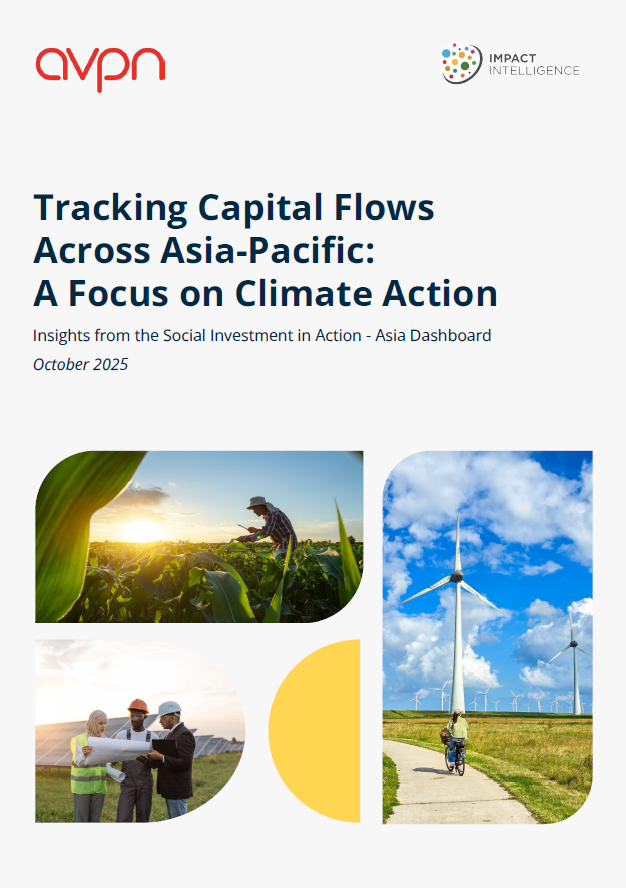 avpn
IMPACT
INTELLIGENCE
Tracking Capital Flows
Across Asia-Pacific:
A Focus on Climate Action
Insights from the Social Investment in Action - Asia Dashboard
October 2025